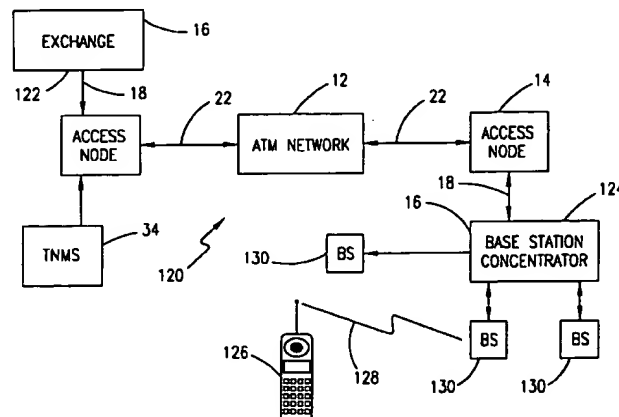 EXCHANGE
16
122
18
22
12
22
14
ACCESS
NODE
ATM NETWORK
ACCESS
NODE
18
124
16
TNMS
34
120
130
BS
BASE STATION
CONCENTRATOR
126
128
BS
BS
130
130